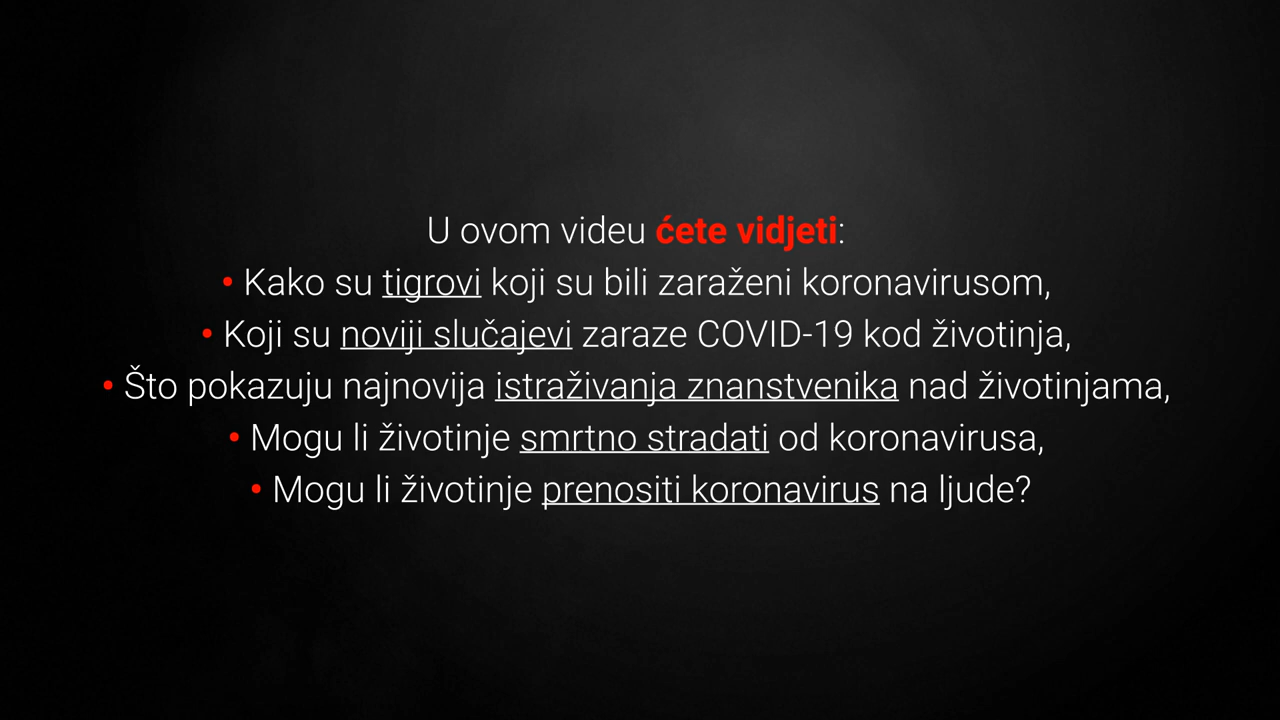 U ovom videu ćete vidjeti:
• Kako su tigrovi koji su bili zaraženi koronavirusom,
• Koji su noviji slučajevi zaraze COVID-19 kod životinja,
• Što pokazuju najnovija istraživanja znanstvenika nad životinjama,
• Mogu li životinje smrtno stradati od koronavirusa,
• Mogu li životinje prenositi koronavirus na ljude?